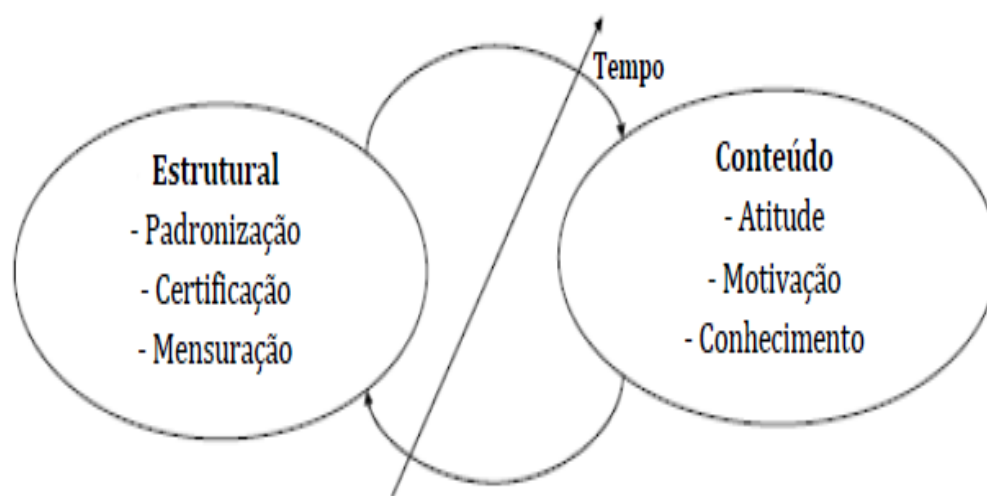 Tempo
Estrutural
- Padronização
- Certificação
- Mensuração
Conteúdo
- Atitude
- Motivação
- Conhecimento